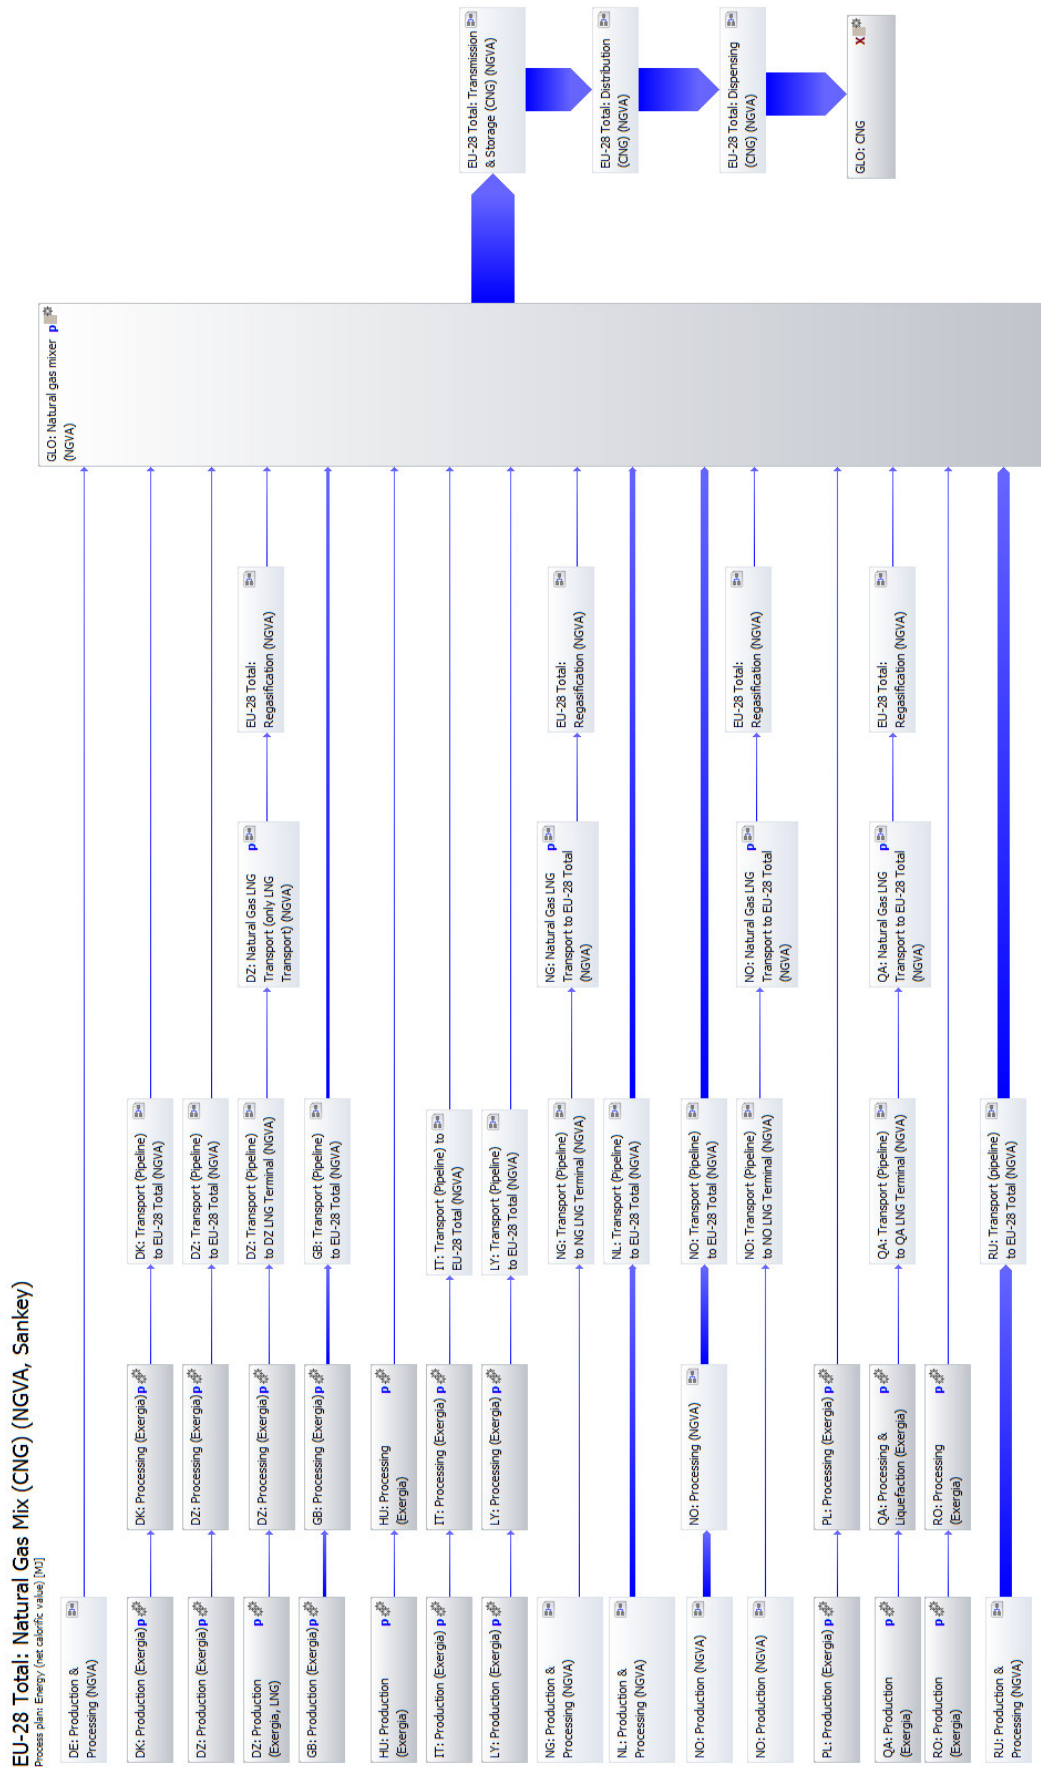 EU-28 Total: Natural Gas Mix (CNG) (NGVA, Sankey)
Process plan: Energy (net calorific value) [MJ]
DE: Production &
Processing (NGVA)
DK: Production (Exergia) p
DK: Processing (Exergia) p
DK: Transport (Pipeline)
to EU-28 Total (NGVA)
DZ: Production (Exergia) p
DZ: Processing (Exergia) p
DZ: Transport (Pipeline)
to EU-28 Total (NGVA)
DZ: Production p
(Exergia, LNG)
DZ: Processing (Exergia) p
DZ: Transport (Pipeline)
to DZ LNG Terminal (NGVA)
DZ: Natural Gas LNG p
Transport (only LNG
Transport) (NGVA)
EU-28 Total:
Regasification (NGVA)
GB: Production (Exergia) p
GB: Processing (Exergia) p
GB: Transport (Pipeline)
to EU-28 Total (NGVA)
HU: Production p
(Exergia)
HU: Processing p
(Exergia)
IT: Production (Exergia) p
IT: Processing (Exergia) p
IT: Transport (Pipeline) to
EU-28 Total (NGVA)
LY: Production (Exergia) p
LY: Processing (Exergia) p
LY: Transport (Pipeline)
to EU-28 Total (NGVA)
NG: Production &
Processing (NGVA)
NG: Transport (Pipeline)
to NG LNG Terminal (NGVA)
NG: Natural Gas LNG p
Transport to EU-28 Total
(NGVA)
EU-28 Total:
Regasification (NGVA)
NL: Production &
Processing (NGVA)
NL: Transport (Pipeline)
to EU-28 Total (NGVA)
NO: Production (NGVA)
NO: Processing (NGVA)
NO: Transport (Pipeline)
to EU-28 Total (NGVA)
NO: Production (NGVA)
NO: Transport (Pipeline)
to NO LNG Terminal (NGVA)
NO: Natural Gas LNG p
Transport to EU-28 Total
(NGVA)
EU-28 Total:
Regasification (NGVA)
PL: Production (Exergia) p
PL: Processing (Exergia) p
QA: Production p
(Exergia)
QA: Processing & p
Liquefaction (Exergia)
QA: Transport (Pipeline)
to QA LNG Terminal (NGVA)
QA: Natural Gas LNG p
Transport to EU-28 Total
(NGVA)
EU-28 Total:
Regasification (NGVA)
RO: Production p
(Exergia)
RO: Processing p
(Exergia)
RU: Production &
Processing (NGVA)
RU: Transport (pipeline)
to EU-28 Total (NGVA)
GLO: Natural gas mixer p
(NGVA)
EU-28 Total: Transmission
& Storage (CNG) (NGVA)
EU-28 Total: Distribution
(CNG) (NGVA)
EU-28 Total: Dispensing
(CNG) (NGVA)
GLO: CNG X